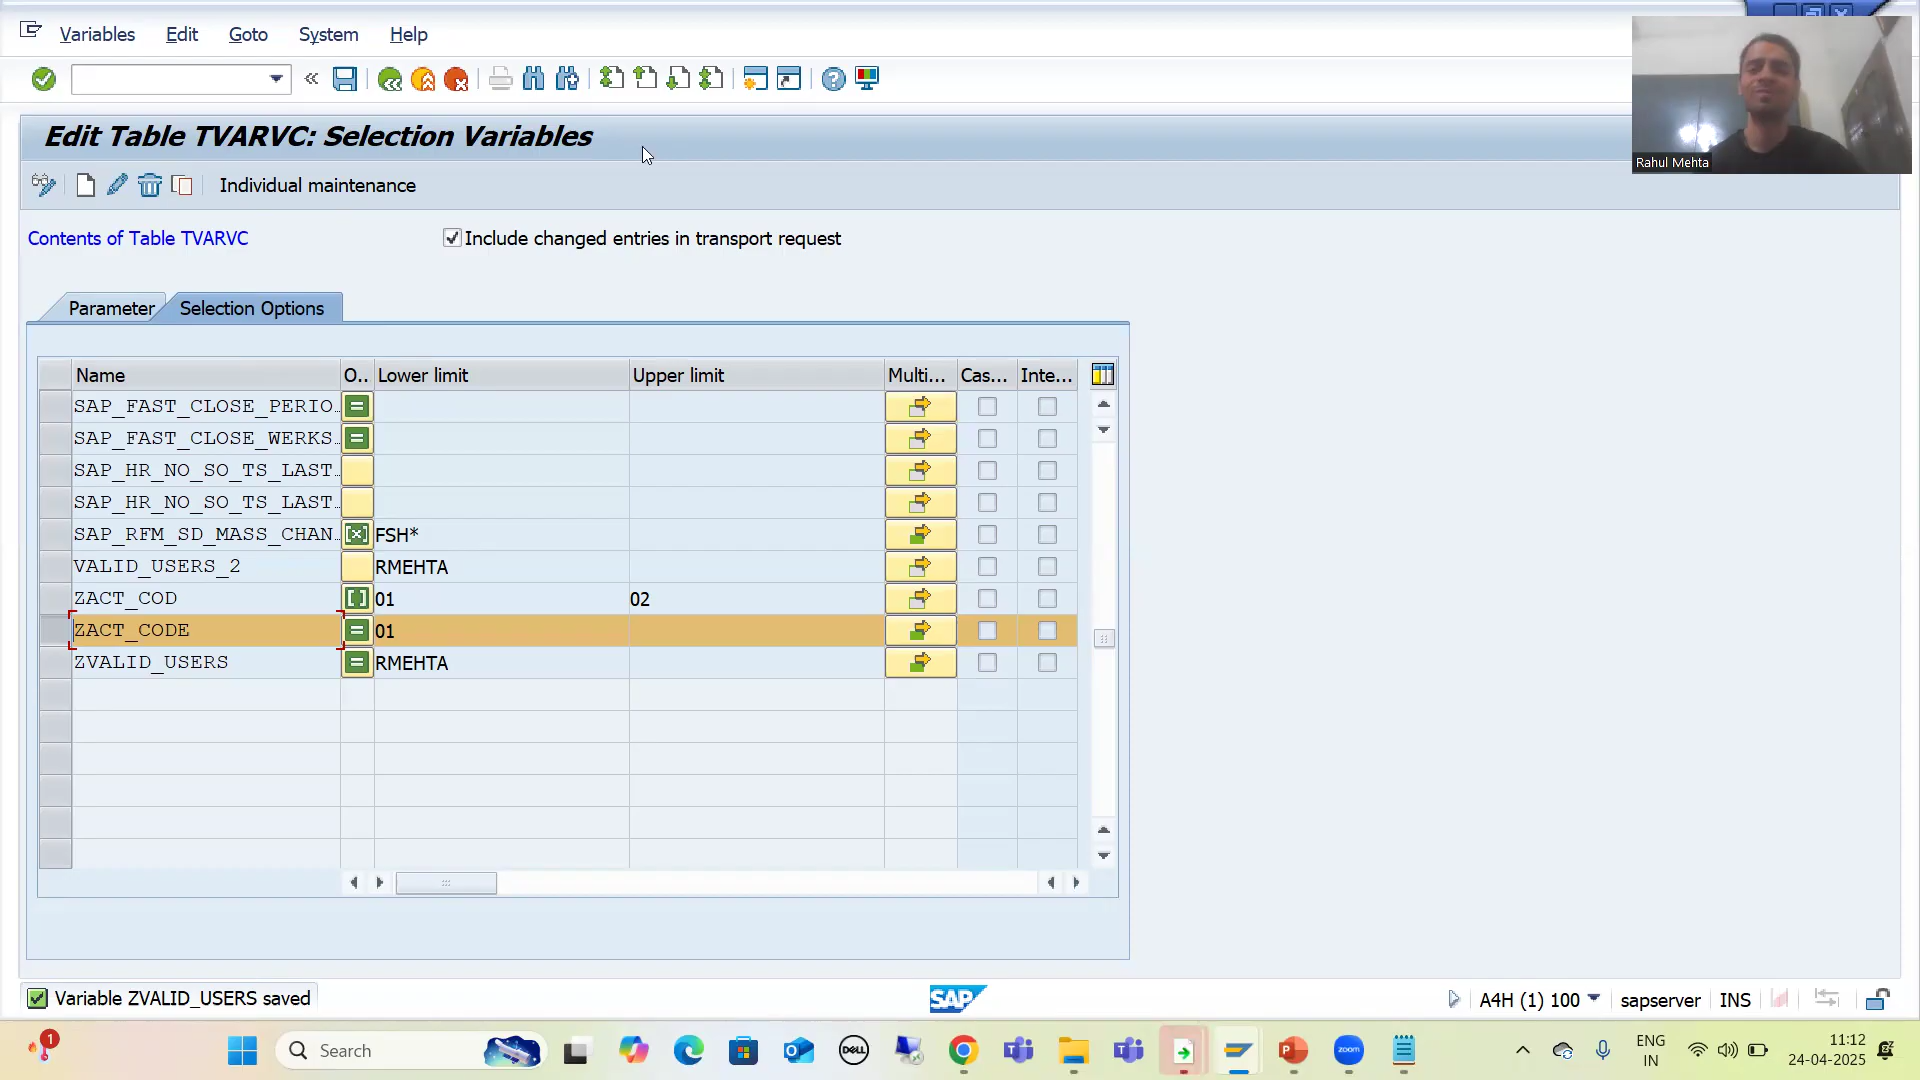 Variables Edit Goto System Help
Rahul Mehta
Edit Table TVARVC: Selection Variables
Individual maintenance
Contents of Table TVARVC
Include changed entries in transport request
Parameter
Selection Options
Name O.. Lower limit Upper limit Multi... Cas... Inte...
SAP_FAST_CLOSE_PERIO..
SAP_FAST_CLOSE_WERKS..
SAP_HR_NO_SO_TS_LAST..
SAP_HR_NO_SO_TS_LAST..
SAP_RFM_SD_MASS_CHAN.. FSH*
VALID_USERS_2 RMEHTA
ZACT_COD 01 02
ZACT_CODE 01
ZVALID_USERS RMEHTA
Variable ZVALID_USERS saved
SAP
A4H (1) 100 sapserver INS
1
Search
DELL
zoom
ENG
IN
11:12
24-04-2025